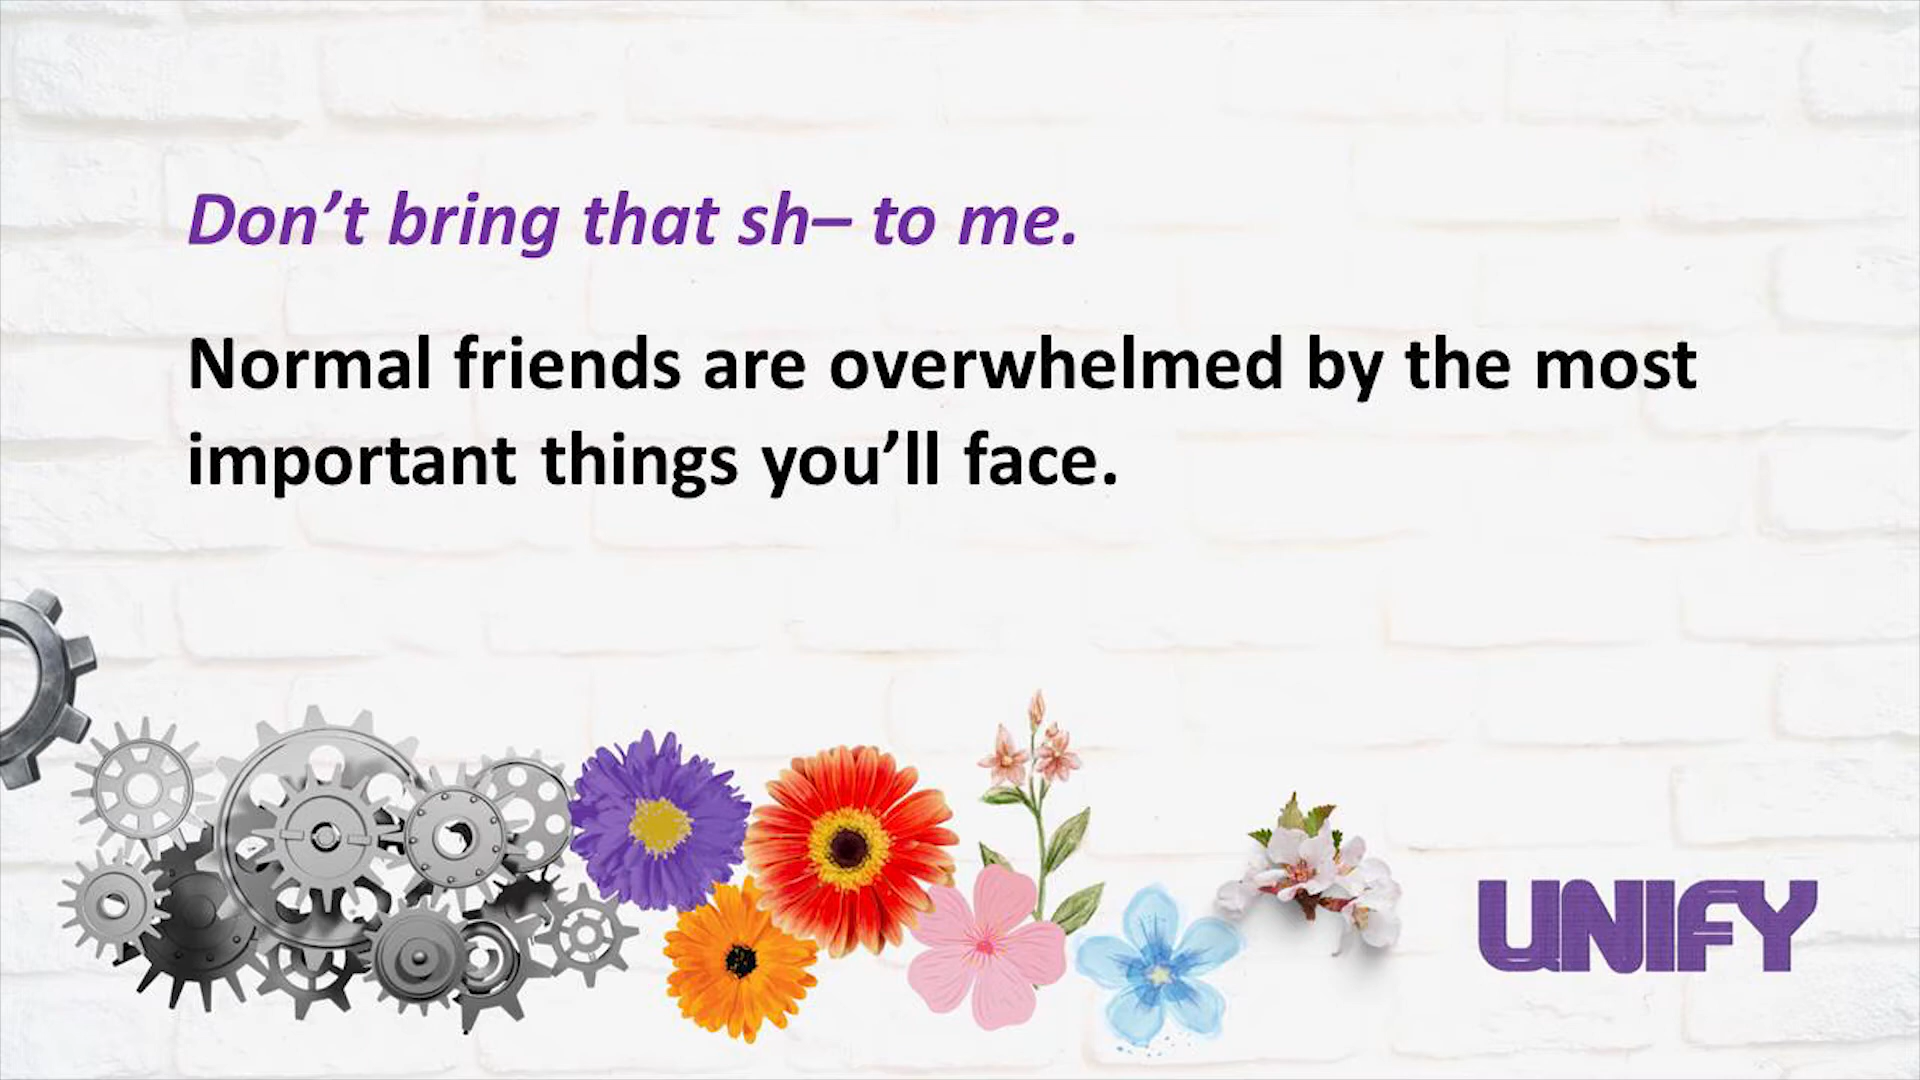 Don’t bring that sh– to me.
Normal friends are overwhelmed by the most
important things you’ll face.
UNIFY